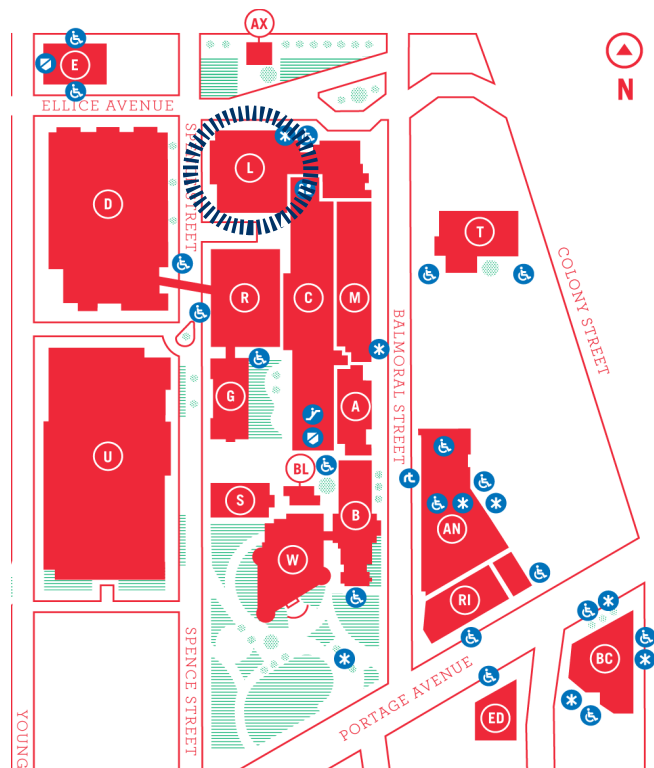 AX
E
N
ELLICE AVENUE
SPENCE STREET
L
D
T
COLONY STREET
R
C
M
BALMORAL STREET
G
A
U
BL
S
B
AN
W
RI
SPENCE STREET
BC
PORTAGE AVENUE
ED
YOUNG